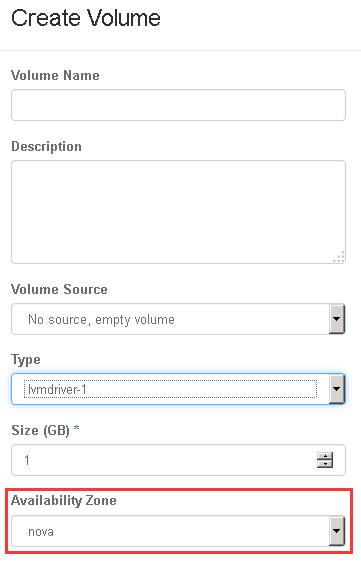 Create Volume
Volume Name
Description
Volume Source
No source, empty volume
Type
lvmdriver-1
Size (GB) *
1
Availability Zone
nova